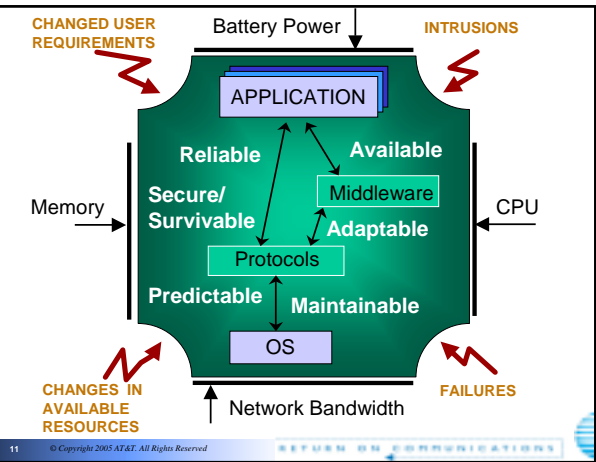 CHANGED USER
REQUIREMENTS
Battery Power
INTRUSIONS
APPLICATION
Reliable
Available
Memory
Secure/
Survivable
Middleware
CPU
Adaptable
Protocols
Predictable
Maintainable
OS
CHANGES IN
AVAILABLE
RESOURCES
Network Bandwidth
FAILURES
11
© Copyright 2005 AT&T. All Rights Reserved
RETURN ON COMMUNICATIONS